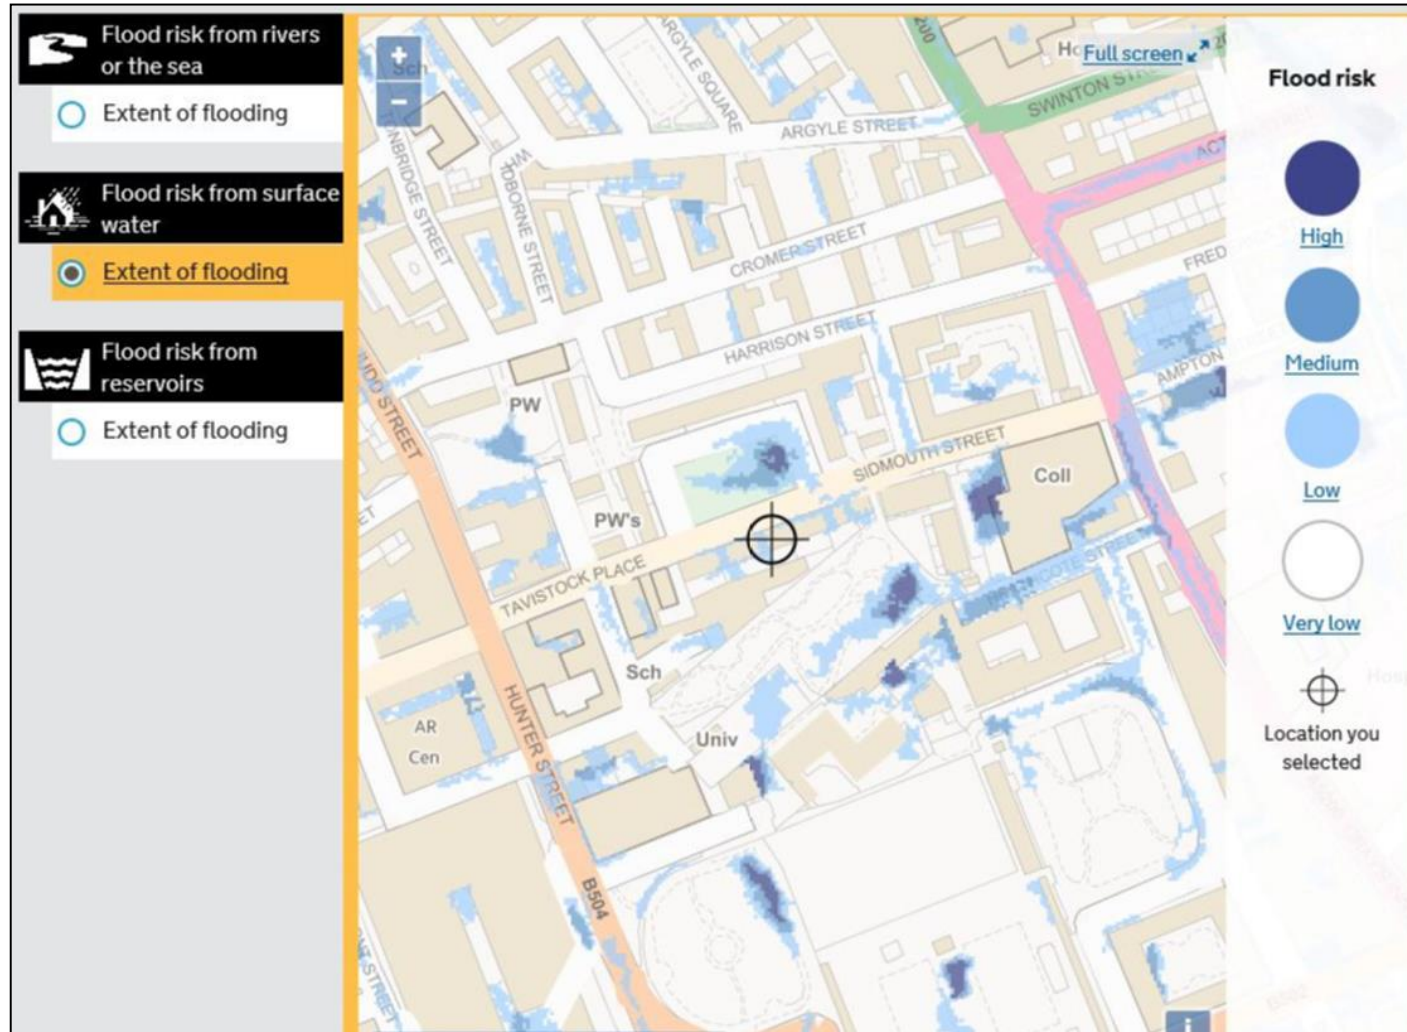 Flood risk from rivers
or the sea
Extent of flooding
Flood risk from surface
water
Extent of flooding
Flood risk from
reservoirs
Extent of flooding
+
−
Sch
200
Full screen
ARGYLE SQUARE
SWINTON
ARGYLE STREET
ACT
CROMER STREET
FRED
HARRISON STREET
AMPTON
PW
SIDMOUTH STREET
Coll
PW's
TAVISTOCK PLACE
Sch
HUNTER STREET
AR
Cen
Univ
B504
i
Flood risk
High
Medium
Low
Very low
Location you
selected